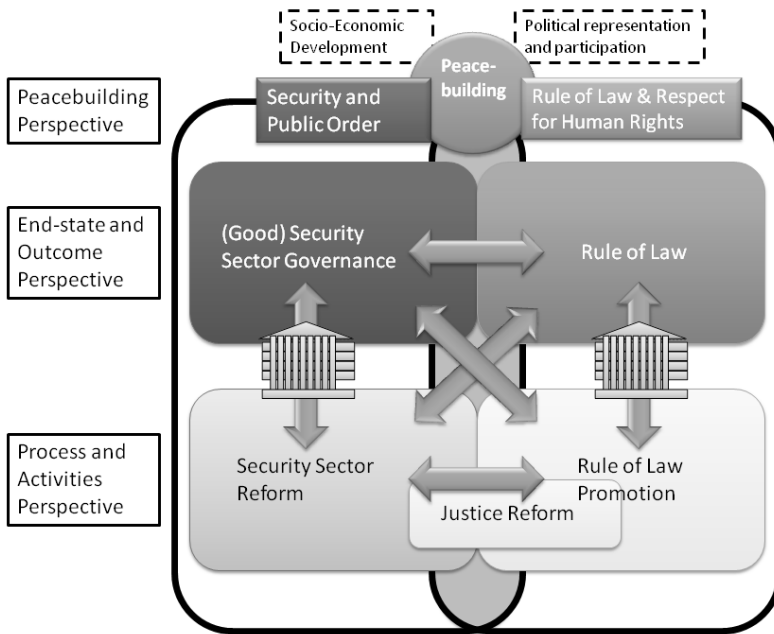 Socio-Economic
Development
Political representation
and participation
Peace-
building
Peacebuilding
Perspective
Security and
Public Order
Rule of Law & Respect
for Human Rights
End-state and
Outcome
Perspective
(Good) Security
Sector Governance
Rule of Law
Process and
Activities
Perspective
Security Sector
Reform
Rule of Law
Promotion
Justice Reform